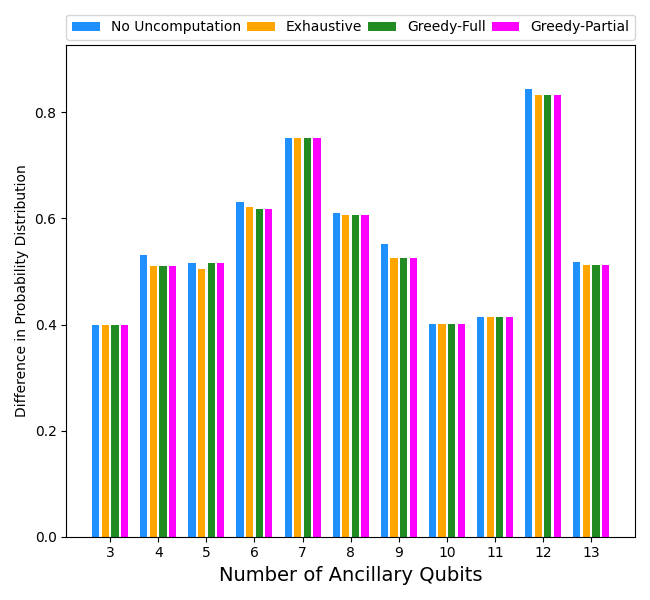 No Uncomputation Exhaustive Greedy-Full Greedy-Partial
Difference in Probability Distribution
0.8
0.6
0.4
0.2
0.0
3 4 5 6 7 8 9 10 11 12 13
Number of Ancillary Qubits